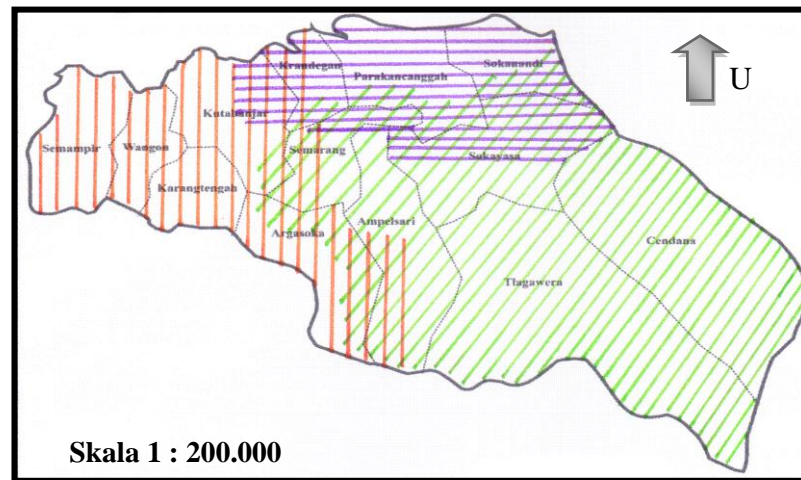 Krandegan
Sokanandi
Parakancanggah
U
Kutabanjar
Semampir
Wangon
Semarang
Sukayasa
Karangtengah
Argasoka
Ampelsari
Cendana
Tlagawera
Skala 1 : 200.000